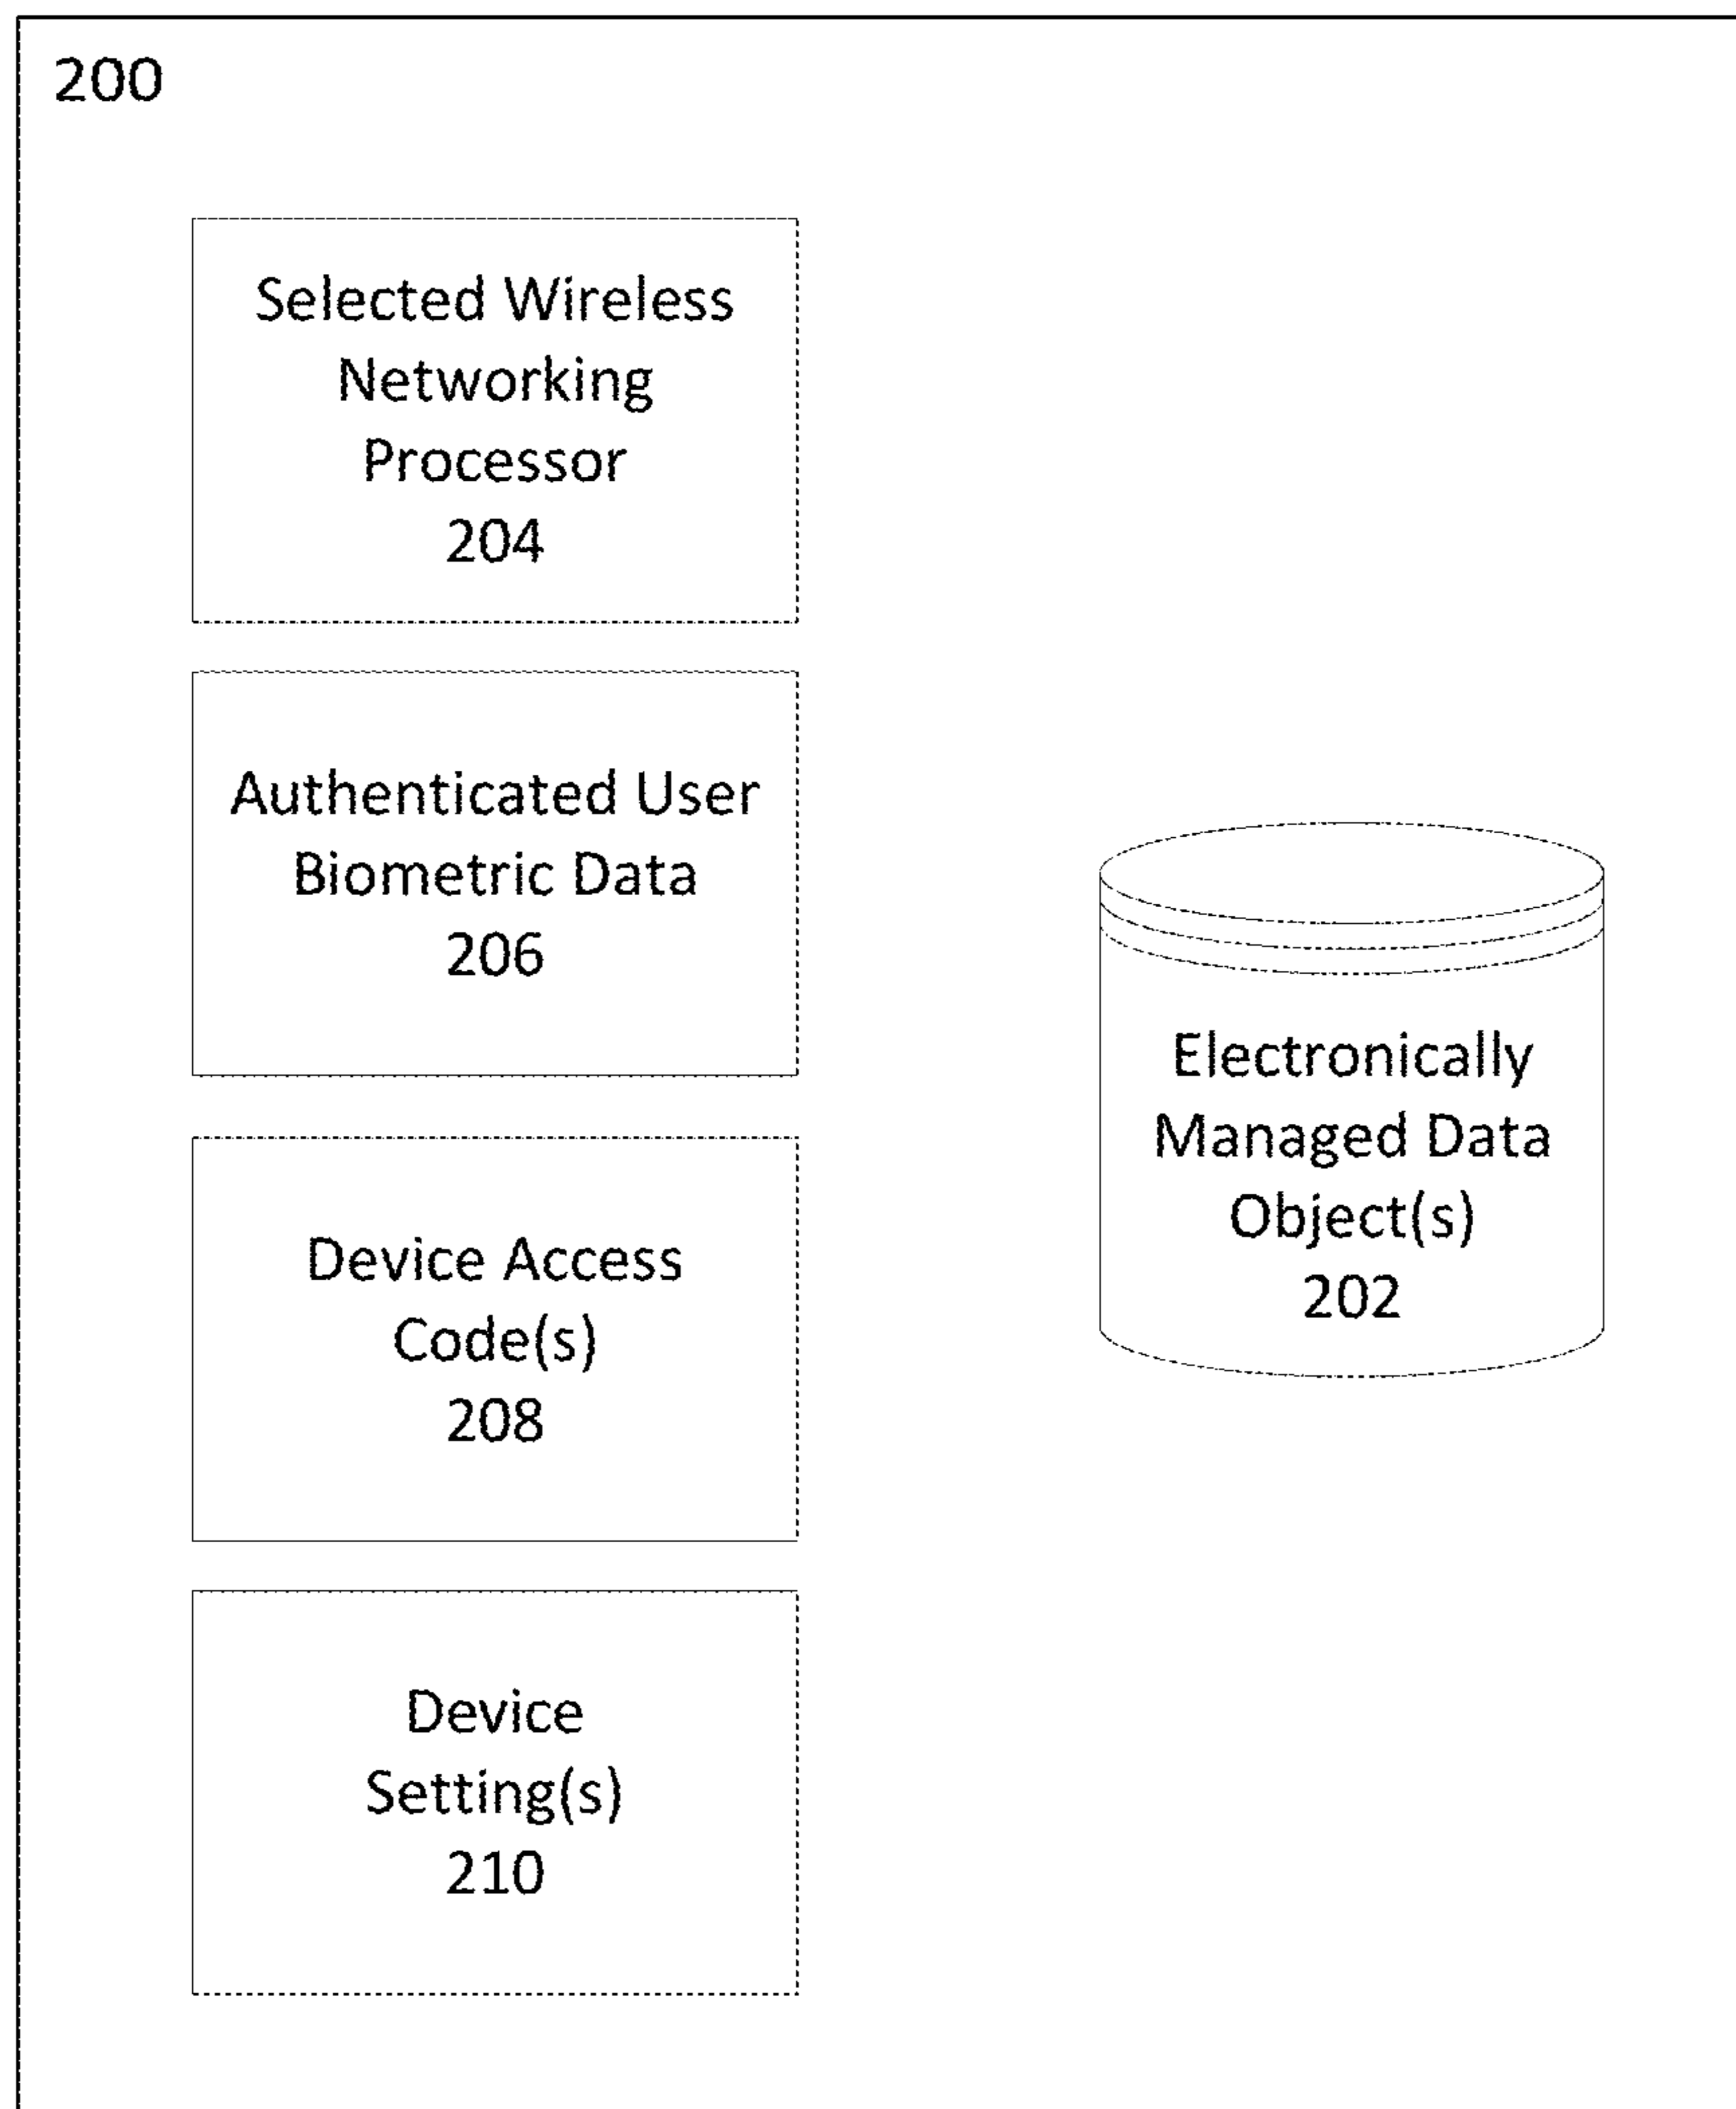 200
Selected Wireless
Networking
Processor
204
Authenticated User
Biometric Data
206
Device Access
Code(s)
208
Device
Setting(s)
210
Electronically
Managed Data
Object(s)
202